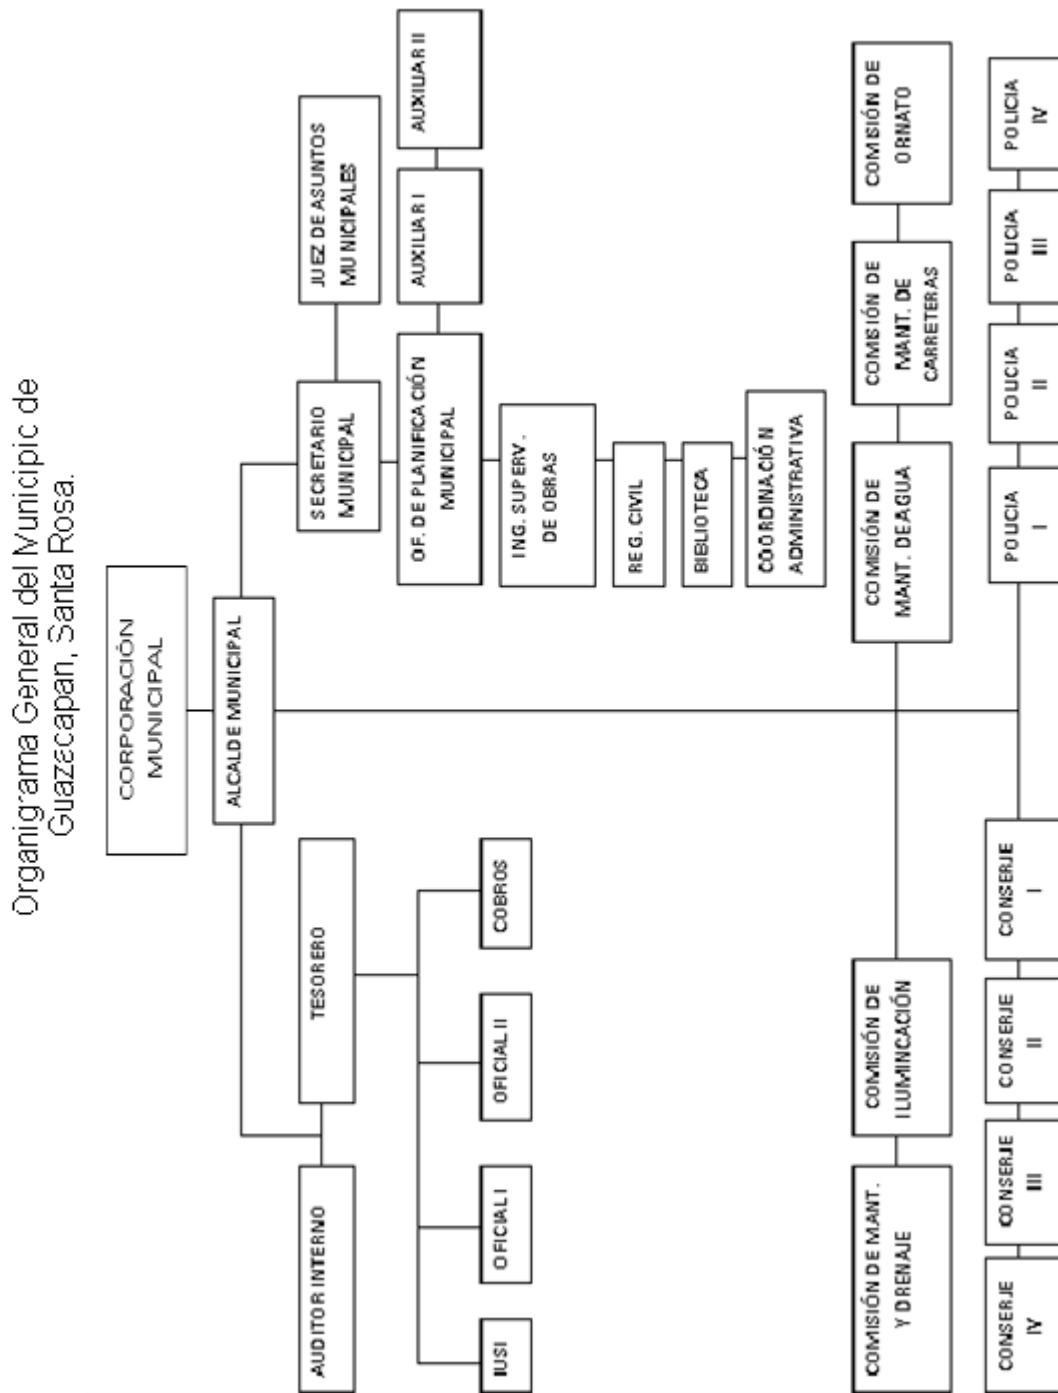 Organigrama General del Municipic de
Guazacapan, Santa Rosa.
CORPORACIÓN
MUNICIPAL
ALCALDE MUNICIPAL
AUDITOR INTERNO
TESORERO
SECRETARIO
MUNICIPAL
JUEZ DE ASUNTOS
MUNICIPALES
OF. DE PLANIFICACIÓN
MUNICIPAL
AUXILIAR I
AUXILIAR II
IUSI
OFICIAL I
OFICIAL II
COBROS
ING. SUPERV.
DE OBRAS
REG. CIVIL
BIBLIOTECA
COORDINACIÓN
ADMINISTRATIVA
COMISIÓN DE MANT.
Y DRENAJE
COMISIÓN DE
ILUMINCACIÓN
COMISIÓN DE
MANT. DE AGUA
COMISIÓN DE
MANT. DE
CARRETERAS
COMISIÓN DE
ORNATO
CONSERJE
IV
CONSERJE
III
CONSERJE
II
CONSERJE
I
POLICIA
I
POLICIA
II
POLICIA
III
POLICIA
IV